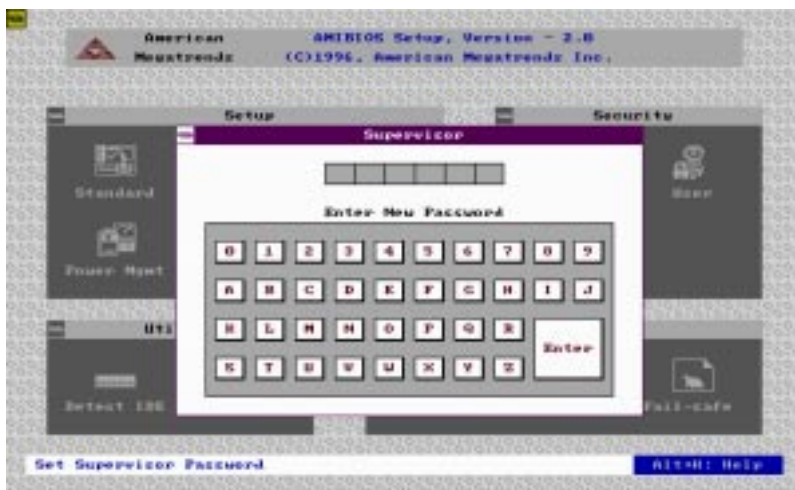 American Megatrends
AMIBIOS Setup, Version - 2.0
(C)1996, American Megatrends Inc.
Setup
Security
Supervisor
Standard
User
Enter New Password
0 1 2 3 4 5 6 7 8 9
Power Mgmt
A B C D E F G H I J
Uti
K L M N O P Q R
Enter
S T U V W X Y Z
Detect IDE
Fail-safe
Set Supervisor Password
Alt+H: Help